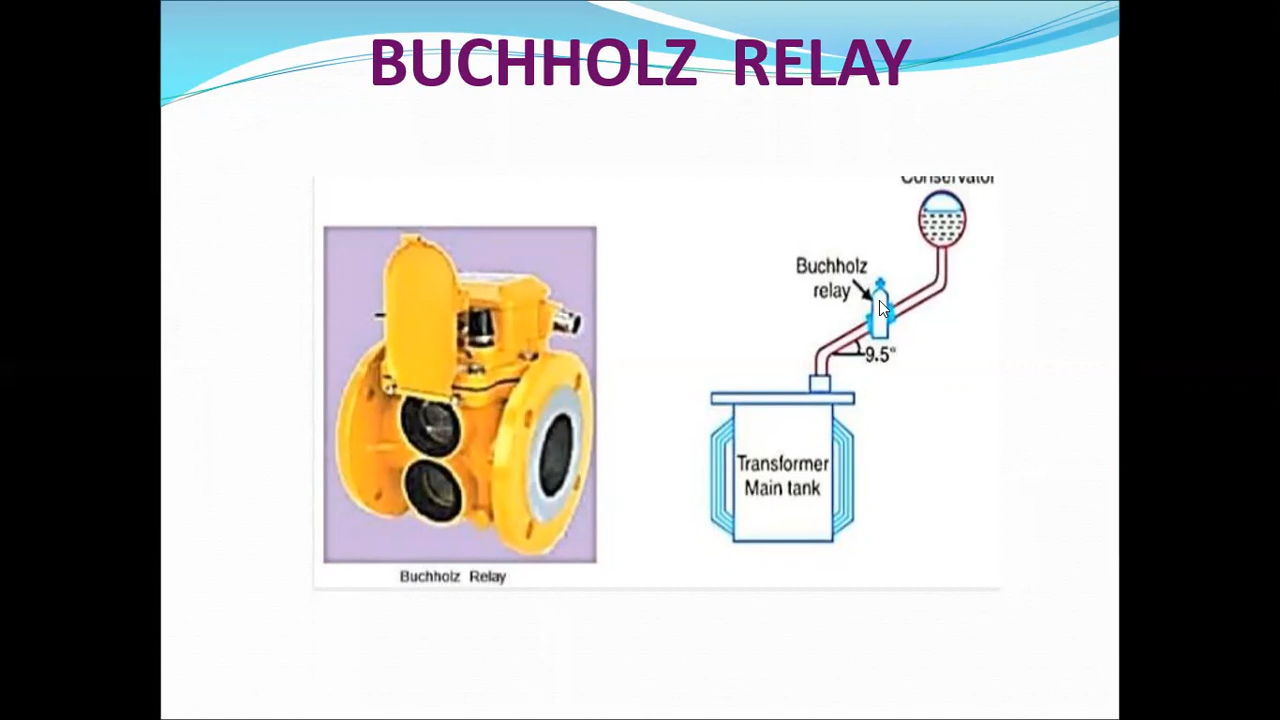 BUCHHOLZ RELAY
Conservator
Buchholz
relay
9.5°
Transformer
Main tank
Buchholz Relay